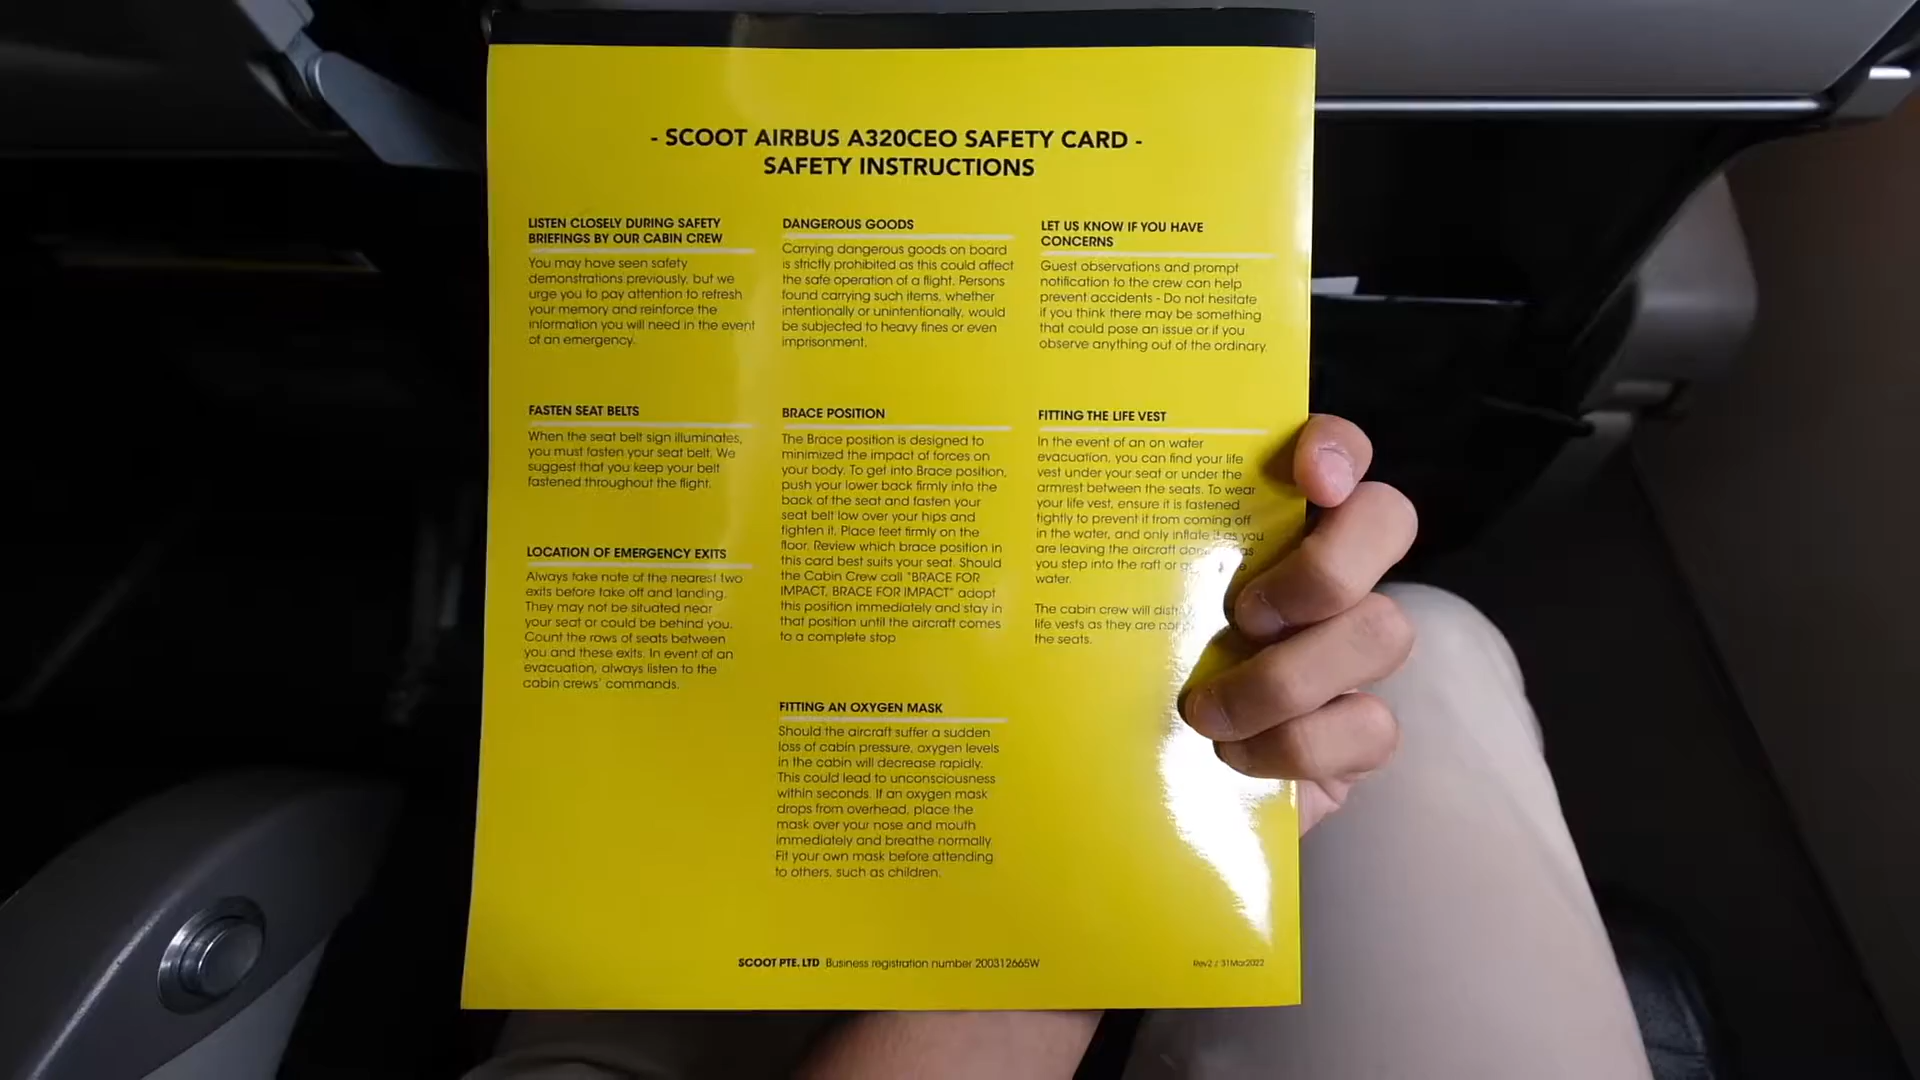 - SCOOT AIRBUS A320CEO SAFETY CARD -
SAFETY INSTRUCTIONS
LISTEN CLOSELY DURING SAFETY
BRIEFINGS BY OUR CABIN CREW
You may have seen safety
demonstrations previously, but we
urge you to pay attention to refresh
your memory and reinforce the
information you will need in the event
of an emergency.
FASTEN SEAT BELTS
When the seat belt sign illuminates,
you must fasten your seat belt. We
suggest that you keep your belt
fastened throughout the flight.
LOCATION OF EMERGENCY EXITS
Always take note of the nearest two
exits before take off and landing.
They may not be situated near
your seat or could be behind you.
Count the rows of seats between
you and these exits. In event of an
evacuation, always listen to the
cabin crews' commands.
DANGEROUS GOODS
Carrying dangerous goods on board
is strictly prohibited as this could affect
the safe operation of a flight. Persons
found carrying such items, whether
intentionally or unintentionally, would
be subjected to heavy fines or even
imprisonment.
BRACE POSITION
The Brace position is designed to
minimized the impact of forces on
your body. To get into Brace position,
push your lower back firmly into the
back of the seat and fasten your
seat belt low over your hips and
tighten it. Place feet firmly on the
floor. Review which brace position in
this card best suits your seat. Should
the Cabin Crew call "BRACE FOR
IMPACT, BRACE FOR IMPACT" adopt
this position immediately and stay in
that position until the aircraft comes
to a complete stop
FITTING AN OXYGEN MASK
Should the aircraft suffer a sudden
loss of cabin pressure, oxygen levels
in the cabin will decrease rapidly.
This could lead to unconsciousness
within seconds. If an oxygen mask
drops from overhead, place the
mask over your nose and mouth
immediately and breathe normally.
Fit your own mask before attending
to others, such as children.
LET US KNOW IF YOU HAVE
CONCERNS
Guest observations and prompt
notification to the crew can help
prevent accidents - Do not hesitate
if you think there may be something
that could pose an issue or if you
observe anything out of the ordinary.
FITTING THE LIFE VEST
In the event of an on water
evacuation, you can find your life
vest under your seat or under the
armrest between the seats. To wear
your life vest, ensure it is fastened
tightly to prevent it from coming off
in the water, and only inflate it as you
are leaving the aircraft as
you step into the raft or
water.
The cabin crew will
life vests as they are
the seats.
SCOOT PTE. LTD Business registration number 200312665W
Rev2 / 31Mar2022